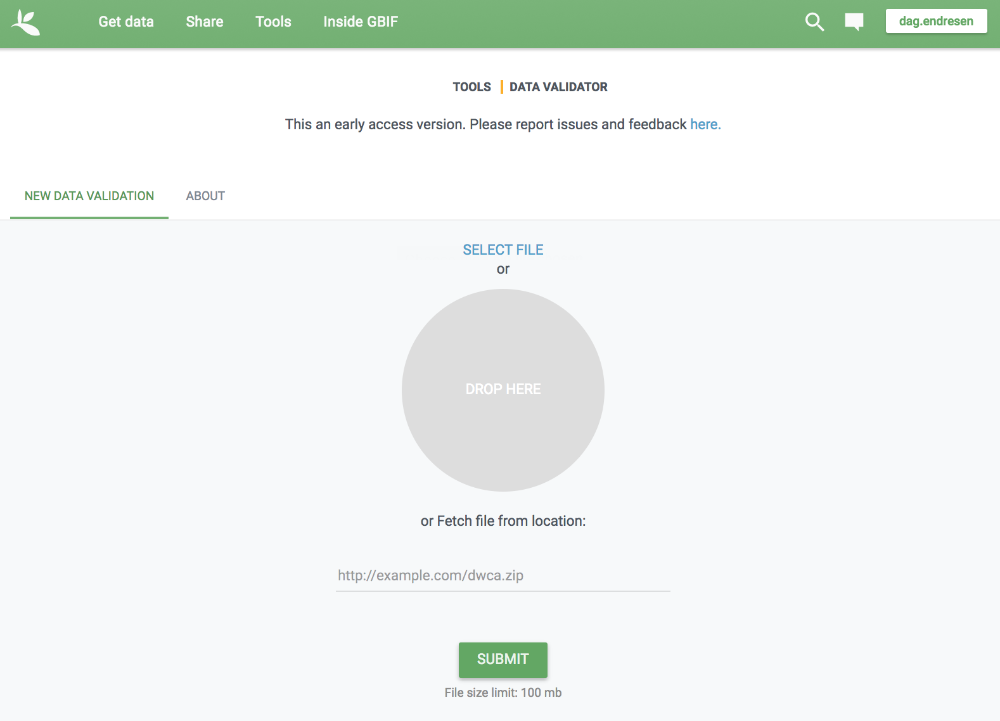 Get data Share Tools Inside GBIF dag.endresen
TOOLS DATA VALIDATOR
This an early access version. Please report issues and feedback here.
NEW DATA VALIDATION ABOUT
SELECT FILE
or
DROP HERE
or Fetch file from location:
http://example.com/dwca.zip
SUBMIT
File size limit: 100 mb